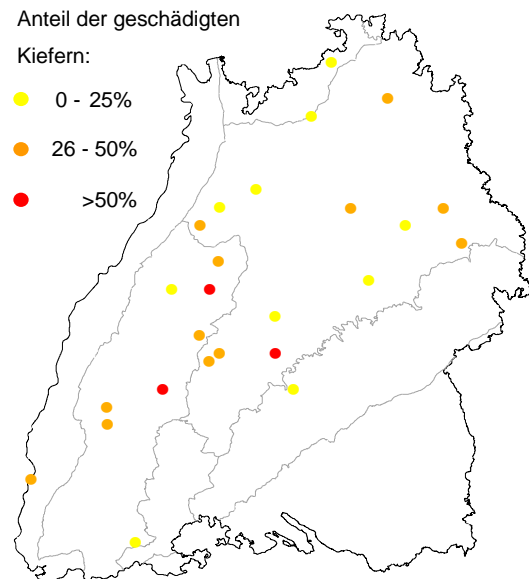 Anteil der geschädigten
Kiefern:
0 - 25%
26 - 50%
>50%